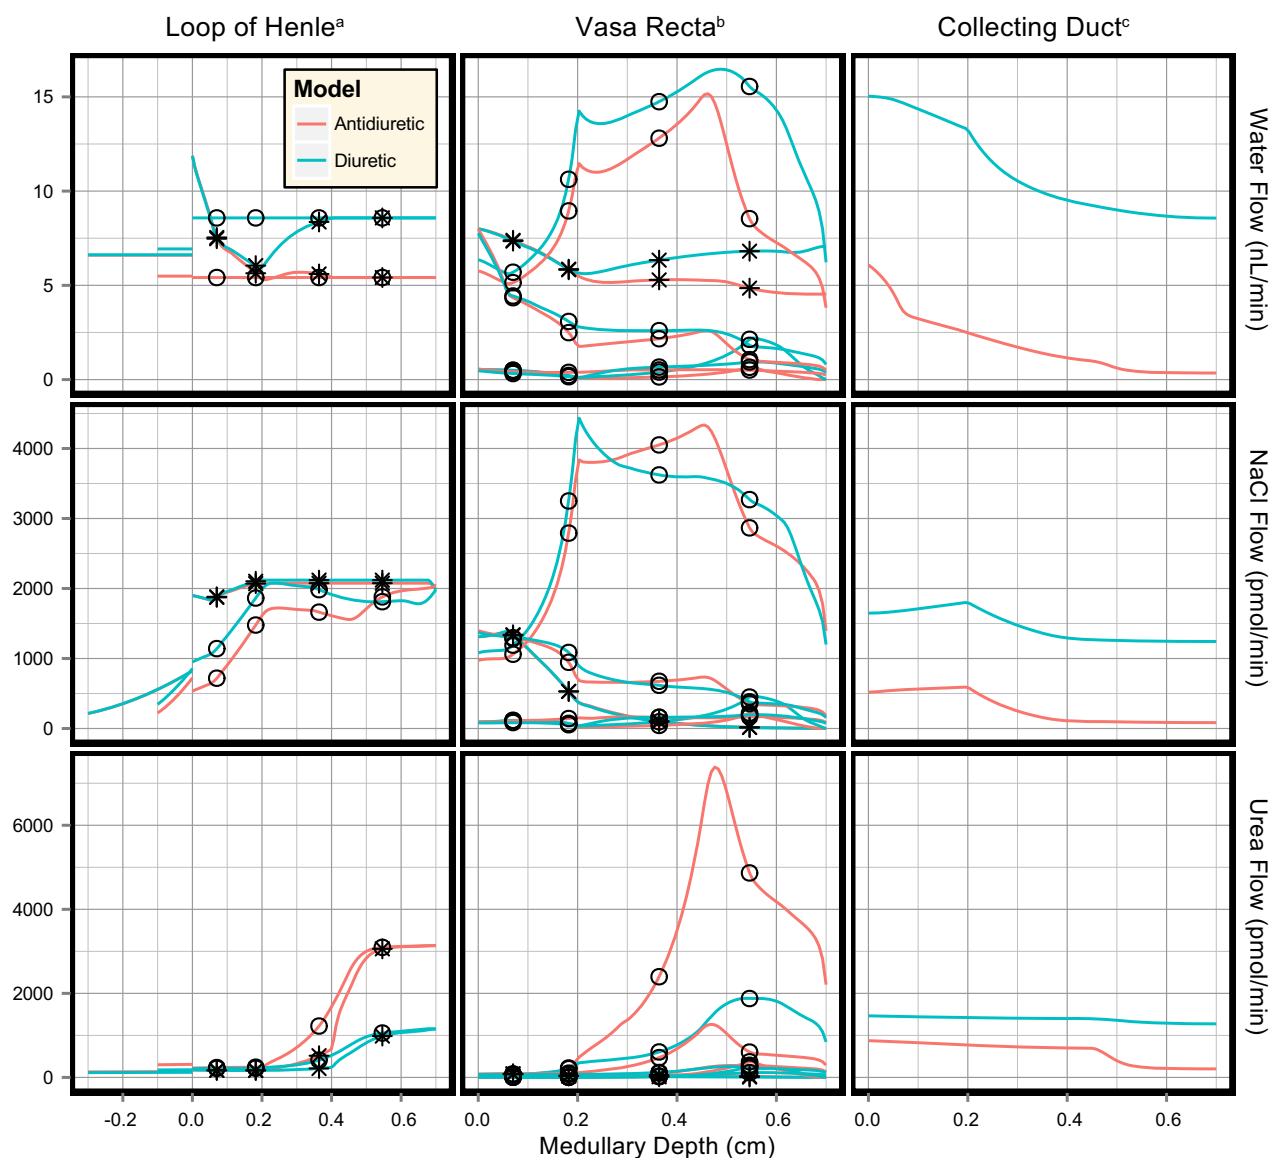 Loop of Henleᵃ
Vasa Rectaᵇ
Collecting Ductᶜ
Model
Antidiuretic
Diuretic
15
10
5
0
Water Flow (nL/min)
4000
3000
2000
1000
0
NaCl Flow (pmol/min)
6000
4000
2000
0
Urea Flow (pmol/min)
-0.2 0.0 0.2 0.4 0.6
0.0 0.2 0.4 0.6
0.0 0.2 0.4 0.6
Medullary Depth (cm)